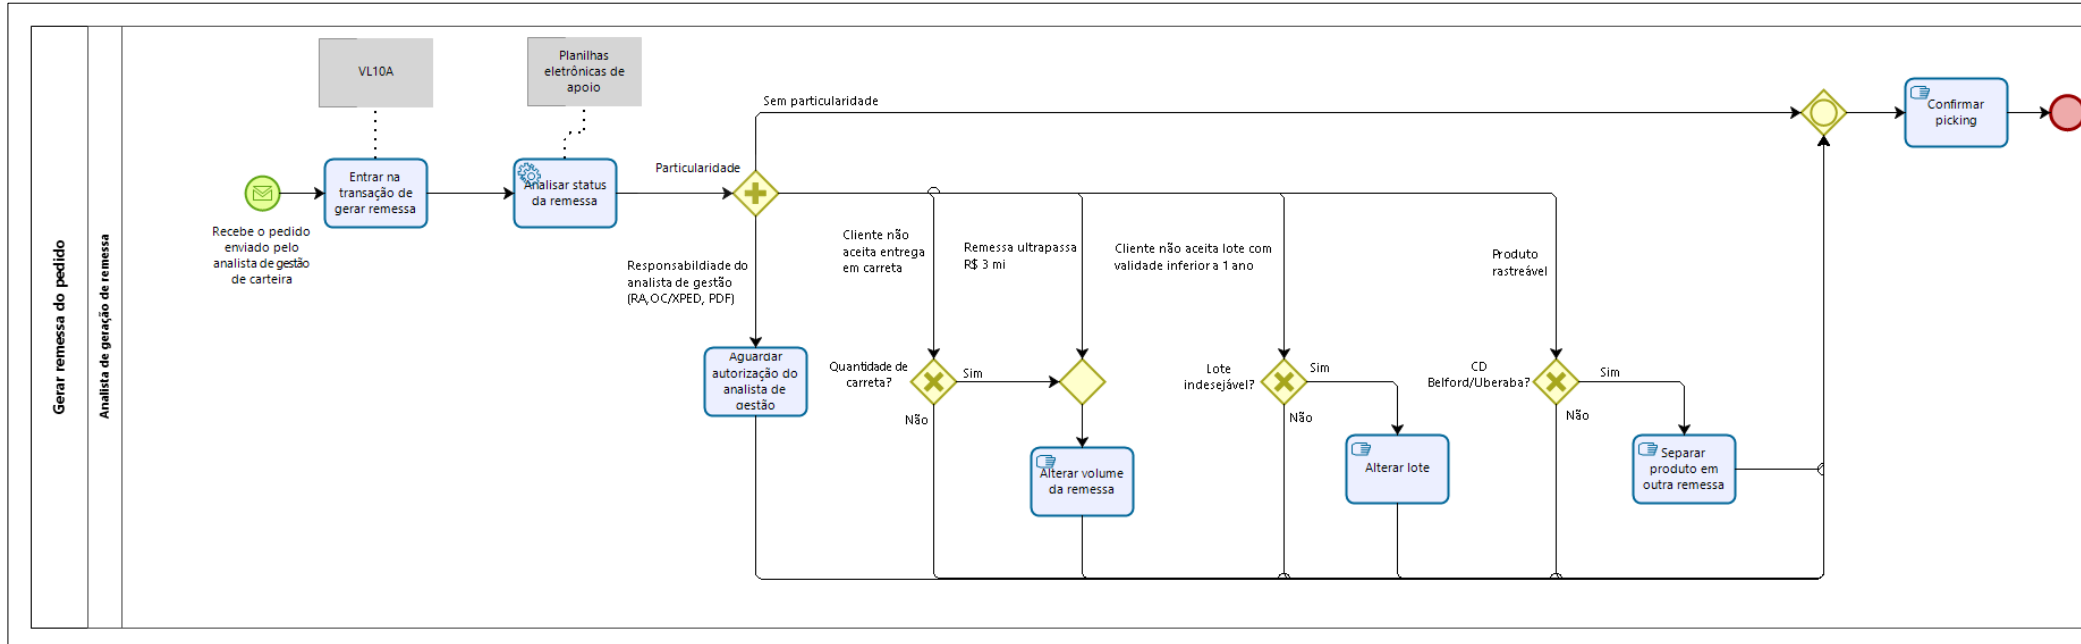 Gerar remessa do pedido
Analista de geração de remessa
VL10A
Planilhas
eletrônicas de
apoio
Entrar na
transação de
gerar remessa
Analisar status
da remessa
Recebe o pedido
enviado pelo
analista de gestão
de carteira
Particularidade
Sem particularidade
Responsabildiade do
analista de gestão
(RA,OC/XPED, PDF)
Cliente não
aceita entrega
em carreta
Remessa ultrapassa
R$ 3 mi
Cliente não aceita lote com
validade inferior a 1 ano
Produto
rastreável
Aguardar
autorização do
analista de
gestão
Quantidade de
carreta?
Sim
Não
Alterar volume
da remessa
Lote
indesejável?
Sim
Não
Alterar lote
CD
Belford/Uberaba?
Sim
Não
Separar
produto em
outra remessa
Confirmar
picking